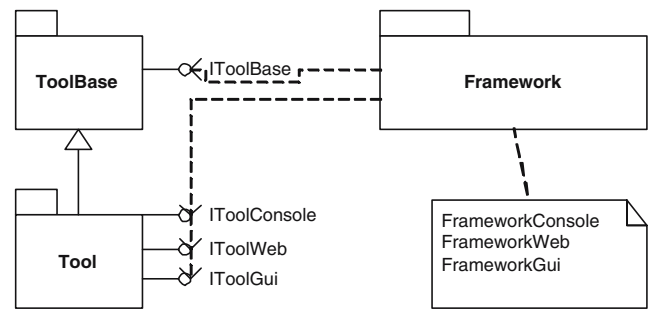 ToolBase
IToolBase
Framework
IToolConsole
IToolWeb
IToolGui
Tool
FrameworkConsole
FrameworkWeb
FrameworkGui